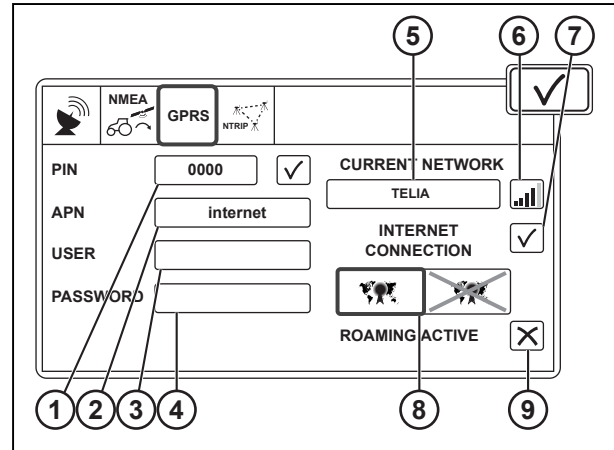 5 6 7
NMEA
GPRS
NTRIP
PIN 0000
CURRENT NETWORK
TELIA
APN internet
INTERNET
CONNECTION
USER
PASSWORD
ROAMING ACTIVE
1 2 3 4 8 9